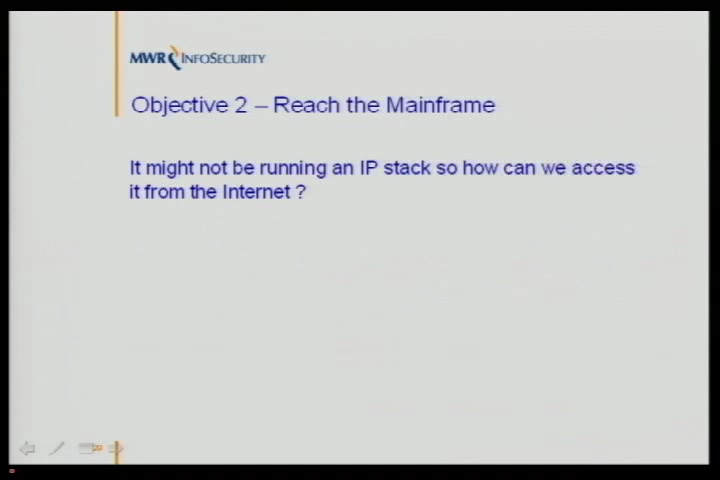 MWR INFOSECURITY
Objective 2 – Reach the Mainframe
It might not be running an IP stack so how can we access
it from the Internet ?